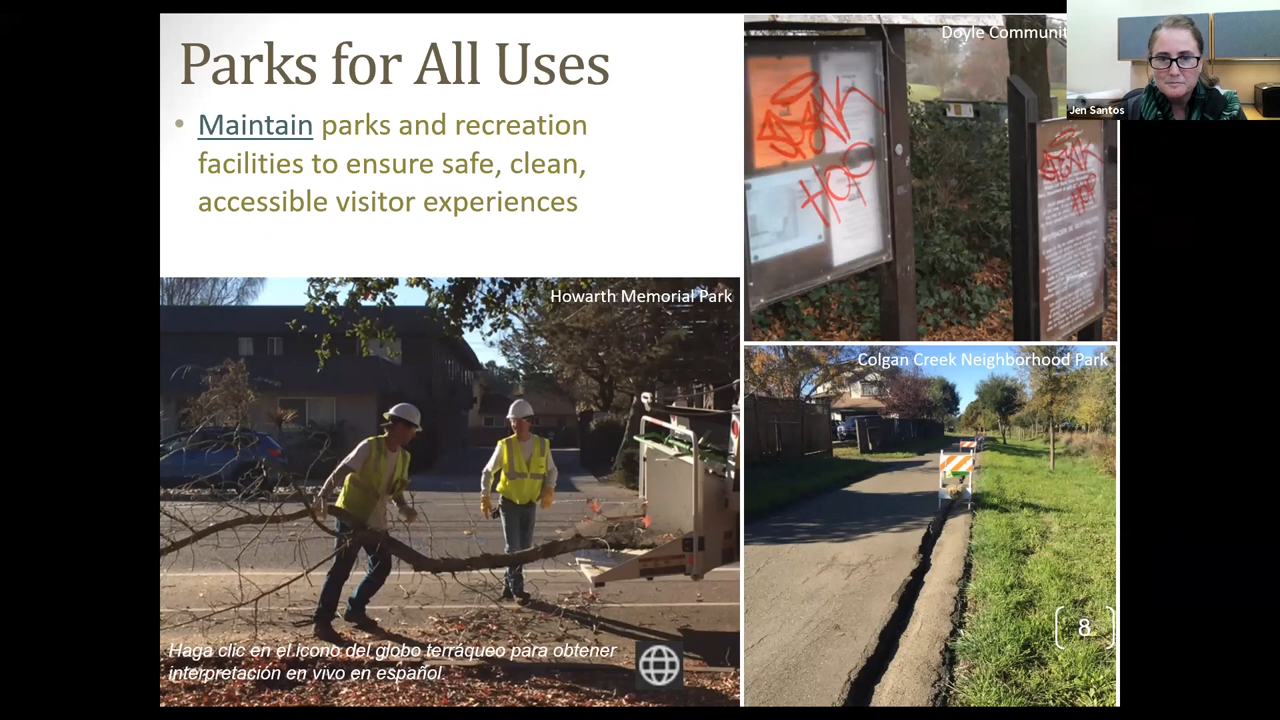 Parks for All Uses
• Maintain parks and recreation
facilities to ensure safe, clean,
accessible visitor experiences
Doyle Communit
Jen Santos
Howarth Memorial Park
Colgan Creek Neighborhood Park
8
Haga clic en el icono del globo terráqueo para obtener
interpretación en vivo en español.